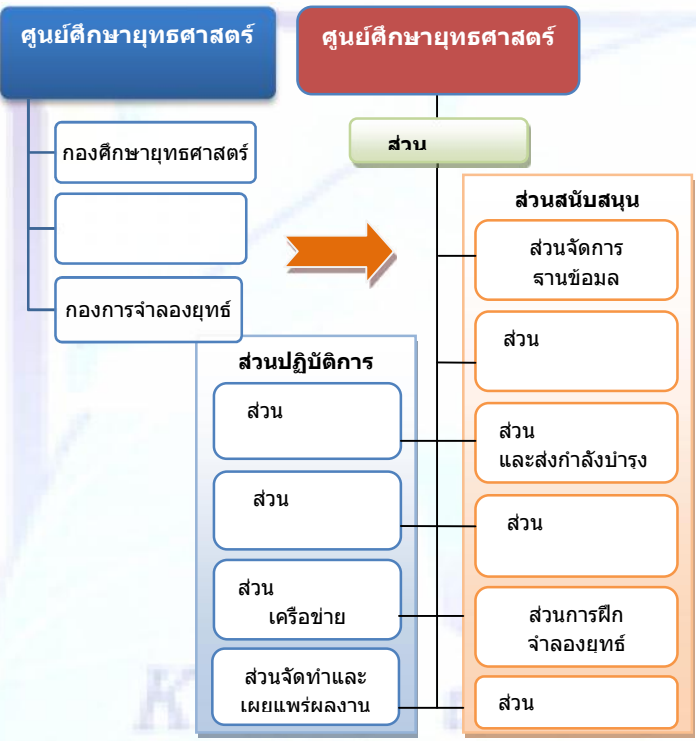 ศูนย์ศึกษายุทธศาสตร์
กองศึกษายุทธศาสตร์
กองการจำลองยุทธ์
ศูนย์ศึกษายุทธศาสตร์
ส่วน
ส่วนปฏิบัติการ
ส่วน
ส่วน
ส่วน
เครือข่าย
ส่วนจัดทำและ
เผยแพร่ผลงาน
ส่วนสนับสนุน
ส่วนจัดการ
ฐานข้อมูล
ส่วน
ส่วน
และส่งกำลังบำรุง
ส่วน
ส่วนการฝึก
จำลองยุทธ์
ส่วน